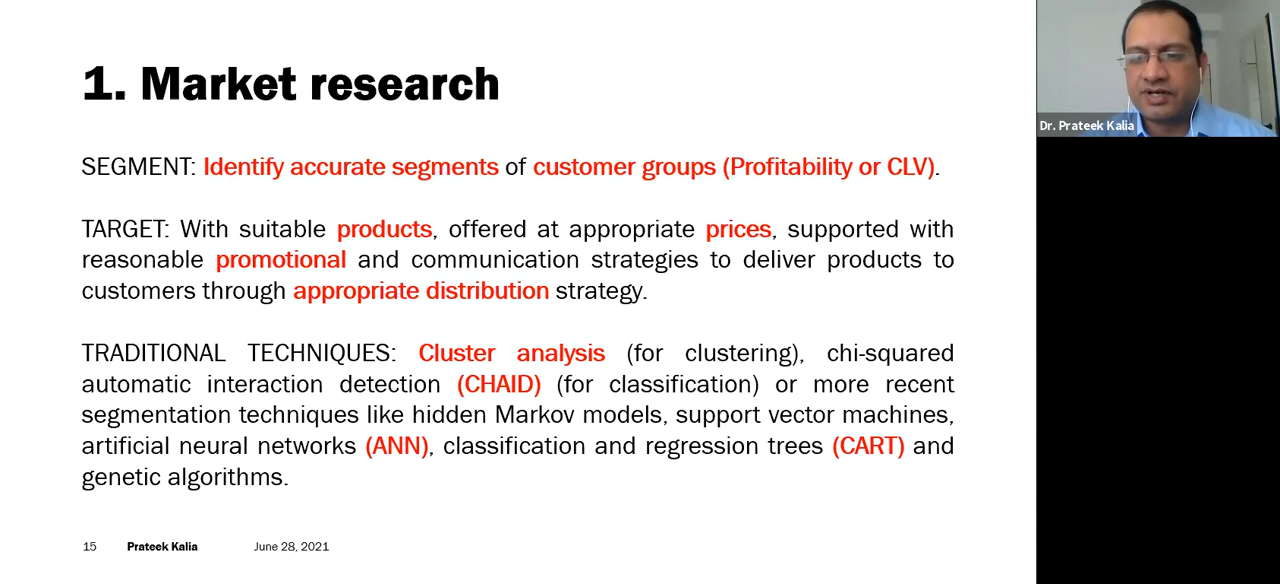 1. Market research
SEGMENT: Identify accurate segments of customer groups (Profitability or CLV).
TARGET: With suitable products, offered at appropriate prices, supported with
reasonable promotional and communication strategies to deliver products to
customers through appropriate distribution strategy.
TRADITIONAL TECHNIQUES: Cluster analysis (for clustering), chi-squared
automatic interaction detection (CHAID) (for classification) or more recent
segmentation techniques like hidden Markov models, support vector machines,
artificial neural networks (ANN), classification and regression trees (CART) and
genetic algorithms.
15 Prateek Kalia June 28, 2021
Dr. Prateek Kalia